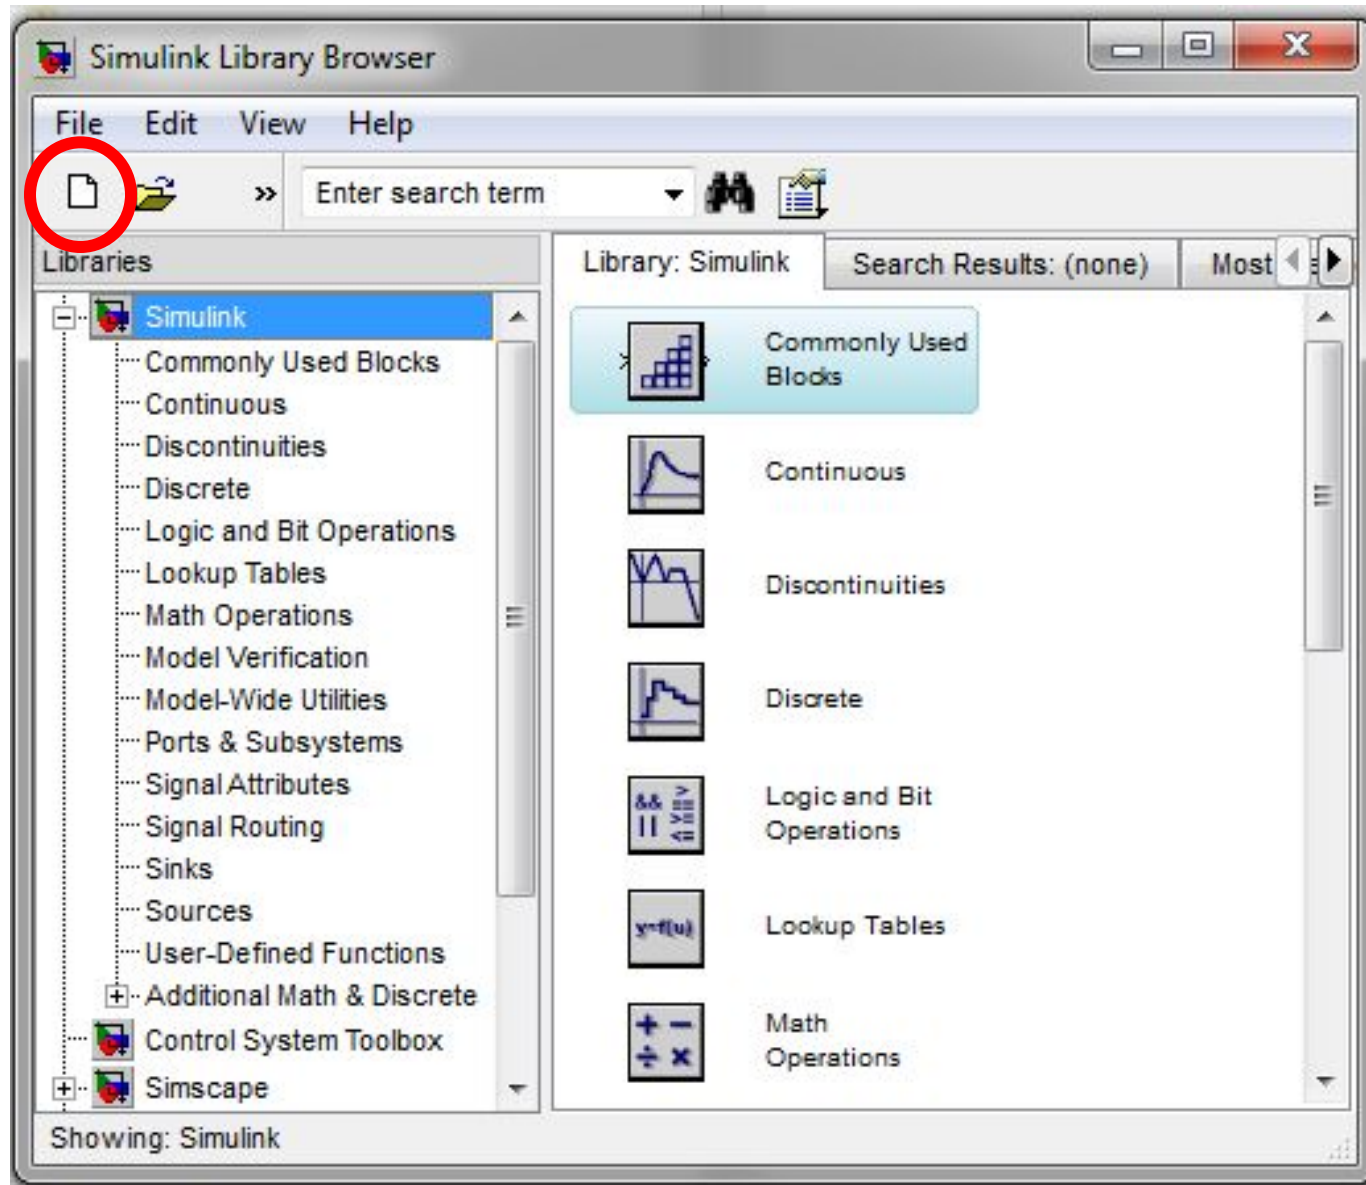 Simulink Library Browser
File Edit View Help
» Enter search term
Libraries
Simulink
Commonly Used Blocks
Continuous
Discontinuities
Discrete
Logic and Bit Operations
Lookup Tables
Math Operations
Model Verification
Model-Wide Utilities
Ports & Subsystems
Signal Attributes
Signal Routing
Sinks
Sources
User-Defined Functions
Additional Math & Discrete
Control System Toolbox
Simscape
Library: Simulink Search Results: (none) Most
Commonly Used
Blocks
Continuous
Discontinuities
Discrete
&& > == || >= <=
Logic and Bit
Operations
y=f(u)
Lookup Tables
+ − ÷ ×
Math
Operations
Showing: Simulink